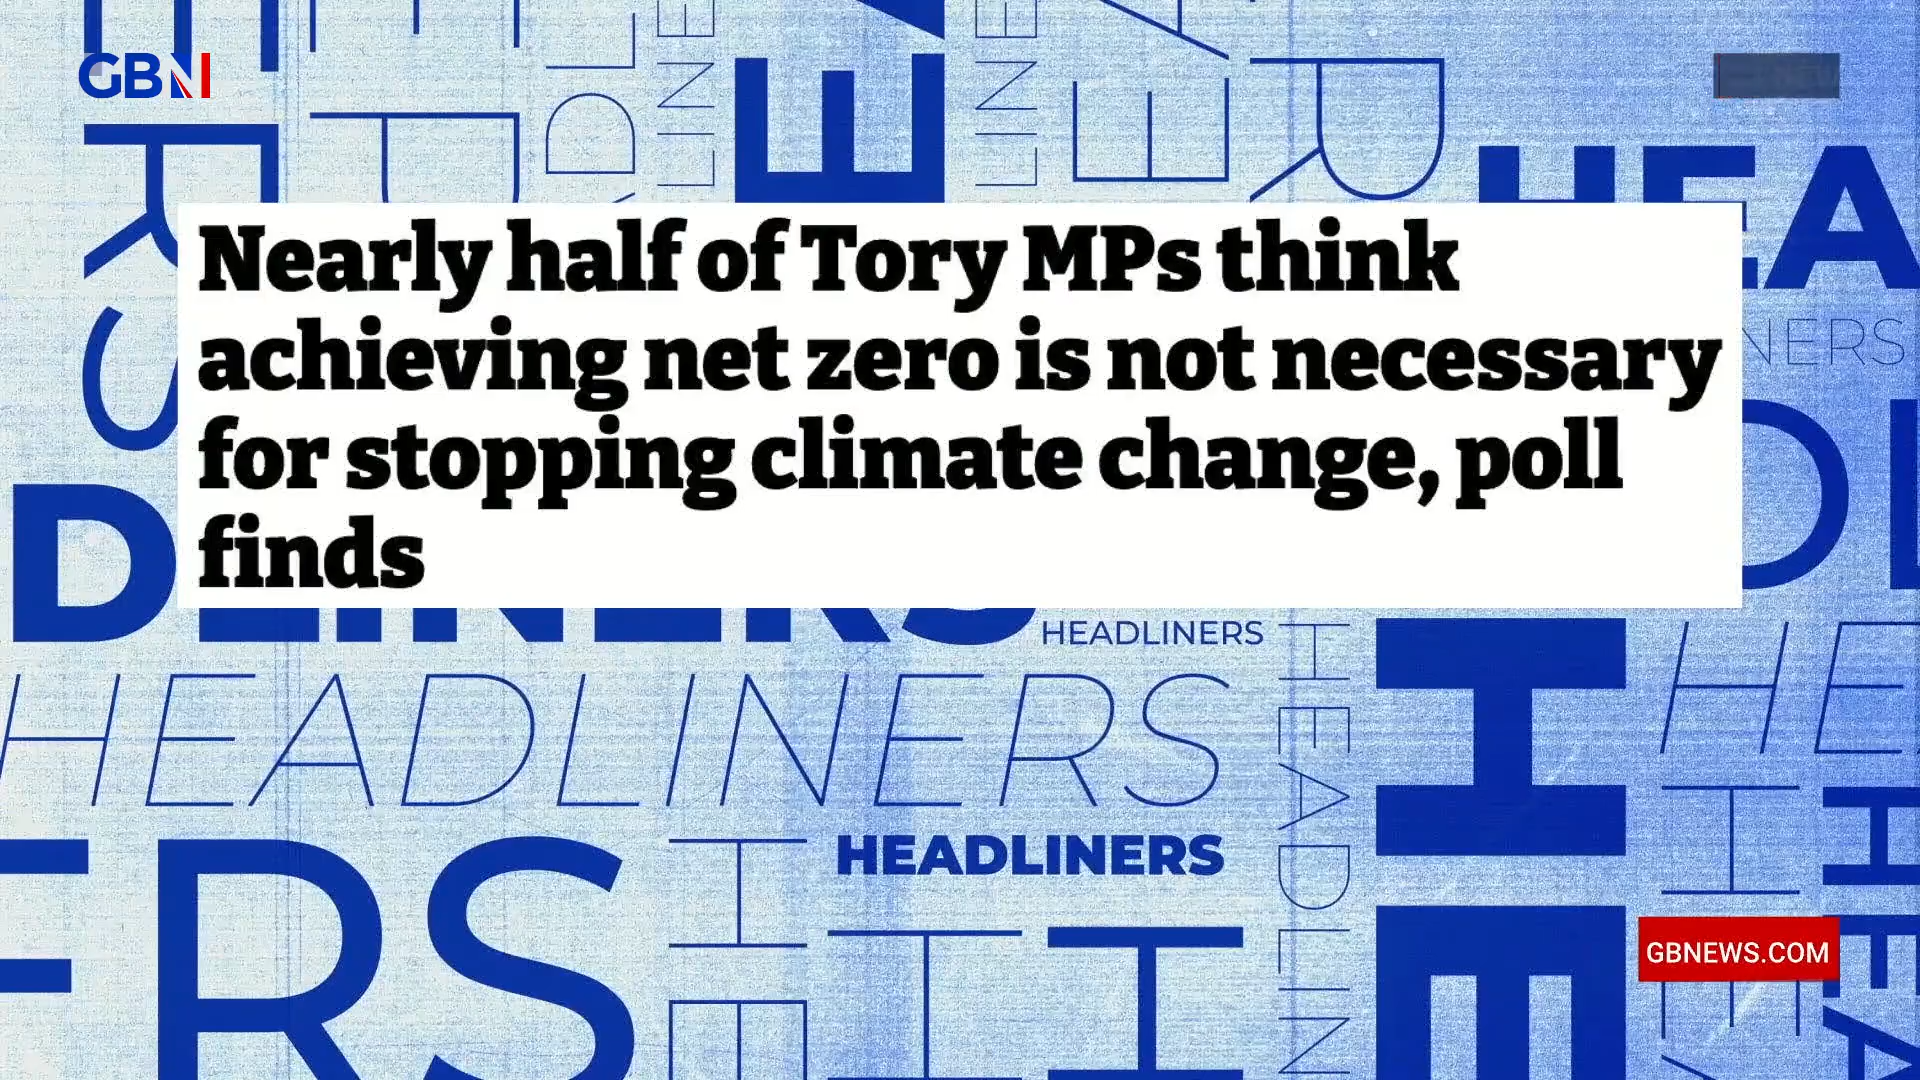 GBN
Nearly half of Tory MPs think
achieving net zero is not necessary
for stopping climate change, poll
finds
HEADLINERS
HEADLINERS
HEADLINERS
HEADLINERS
GBNEWS.COM